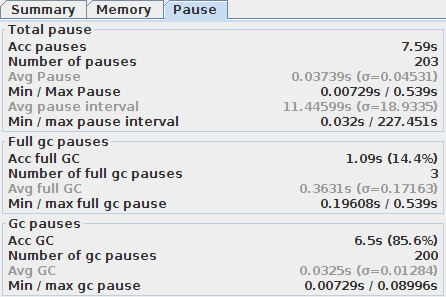 Summary Memory Pause
Total pause
Acc pauses 7.59s
Number of pauses 203
Avg Pause 0.03739s (σ=0.04531)
Min / Max Pause 0.00729s / 0.539s
Avg pause interval 11.44599s (σ=18.9335)
Min / max pause interval 0.032s / 227.451s
Full gc pauses
Acc full GC 1.09s (14.4%)
Number of full gc pauses 3
Avg full GC 0.3631s (σ=0.17163)
Min / max full gc pause 0.19608s / 0.539s
Gc pauses
Acc GC 6.5s (85.6%)
Number of gc pauses 200
Avg GC 0.0325s (σ=0.01284)
Min / max gc pause 0.00729s / 0.08996s